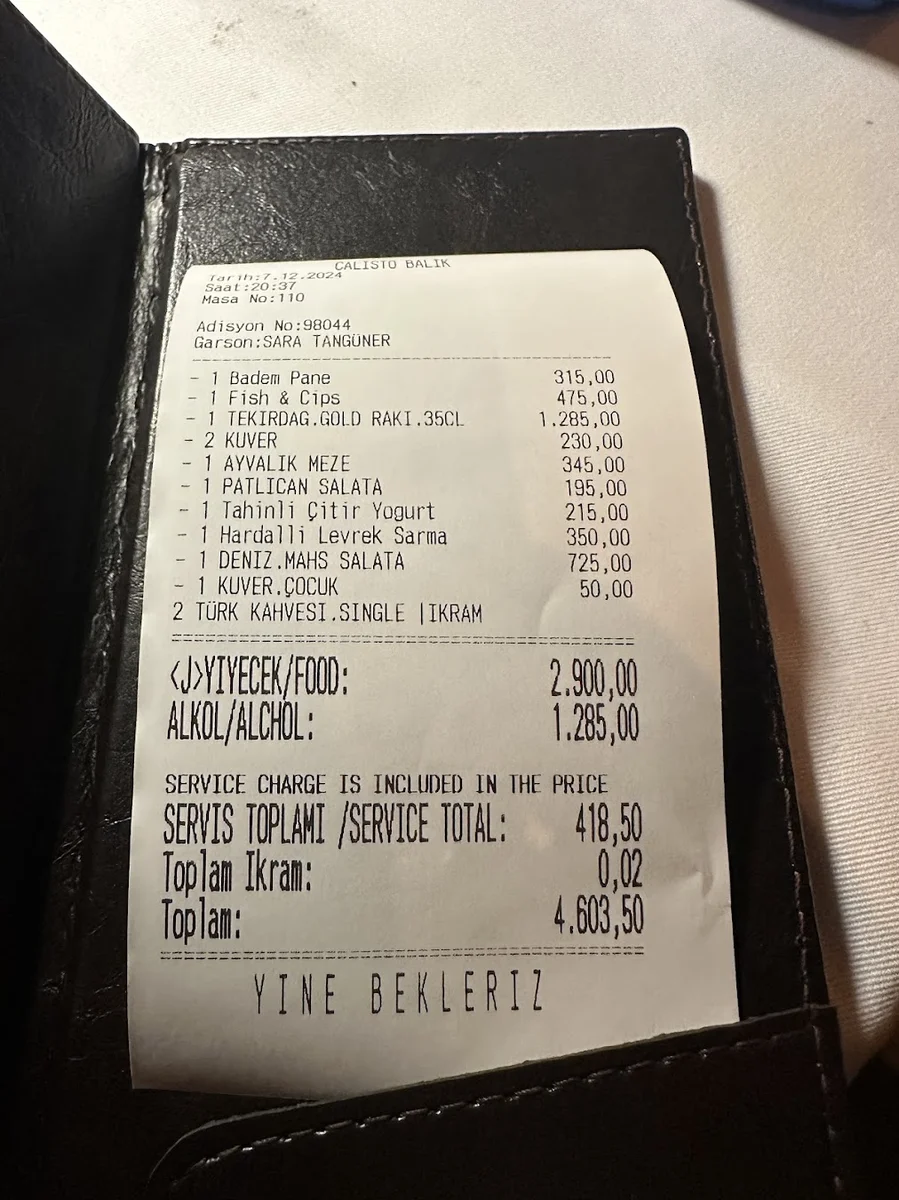 CALISTO BALIK
Tarih:7.12.2024
Saat:20:37
Masa No:110
Adisyon No:98044
Garson:SARA TANGÜNER
- 1 Badem Pane 315,00
- 1 Fish & Cips 475,00
- 1 TEKIRDAG.GOLD RAKI.35CL 1.285,00
- 2 KUVER 230,00
- 1 AYVALIK MEZE 345,00
- 1 PATLICAN SALATA 195,00
- 1 Tahinli Çitir Yogurt 215,00
- 1 Hardalli Levrek Sarma 350,00
- 1 DENIZ.MAHS SALATA 725,00
- 1 KUVER.ÇOCUK 50,00
2 TÜRK KAHVESI.SINGLE |IKRAM
<J>YIYECEK/FOOD: 2.900,00
ALKOL/ALCHOL: 1.285,00
SERVICE CHARGE IS INCLUDED IN THE PRICE
SERVIS TOPLAMI /SERVICE TOTAL: 418,50
Toplam Ikram: 0,02
Toplam: 4.603,50
YINE BEKLERIZ